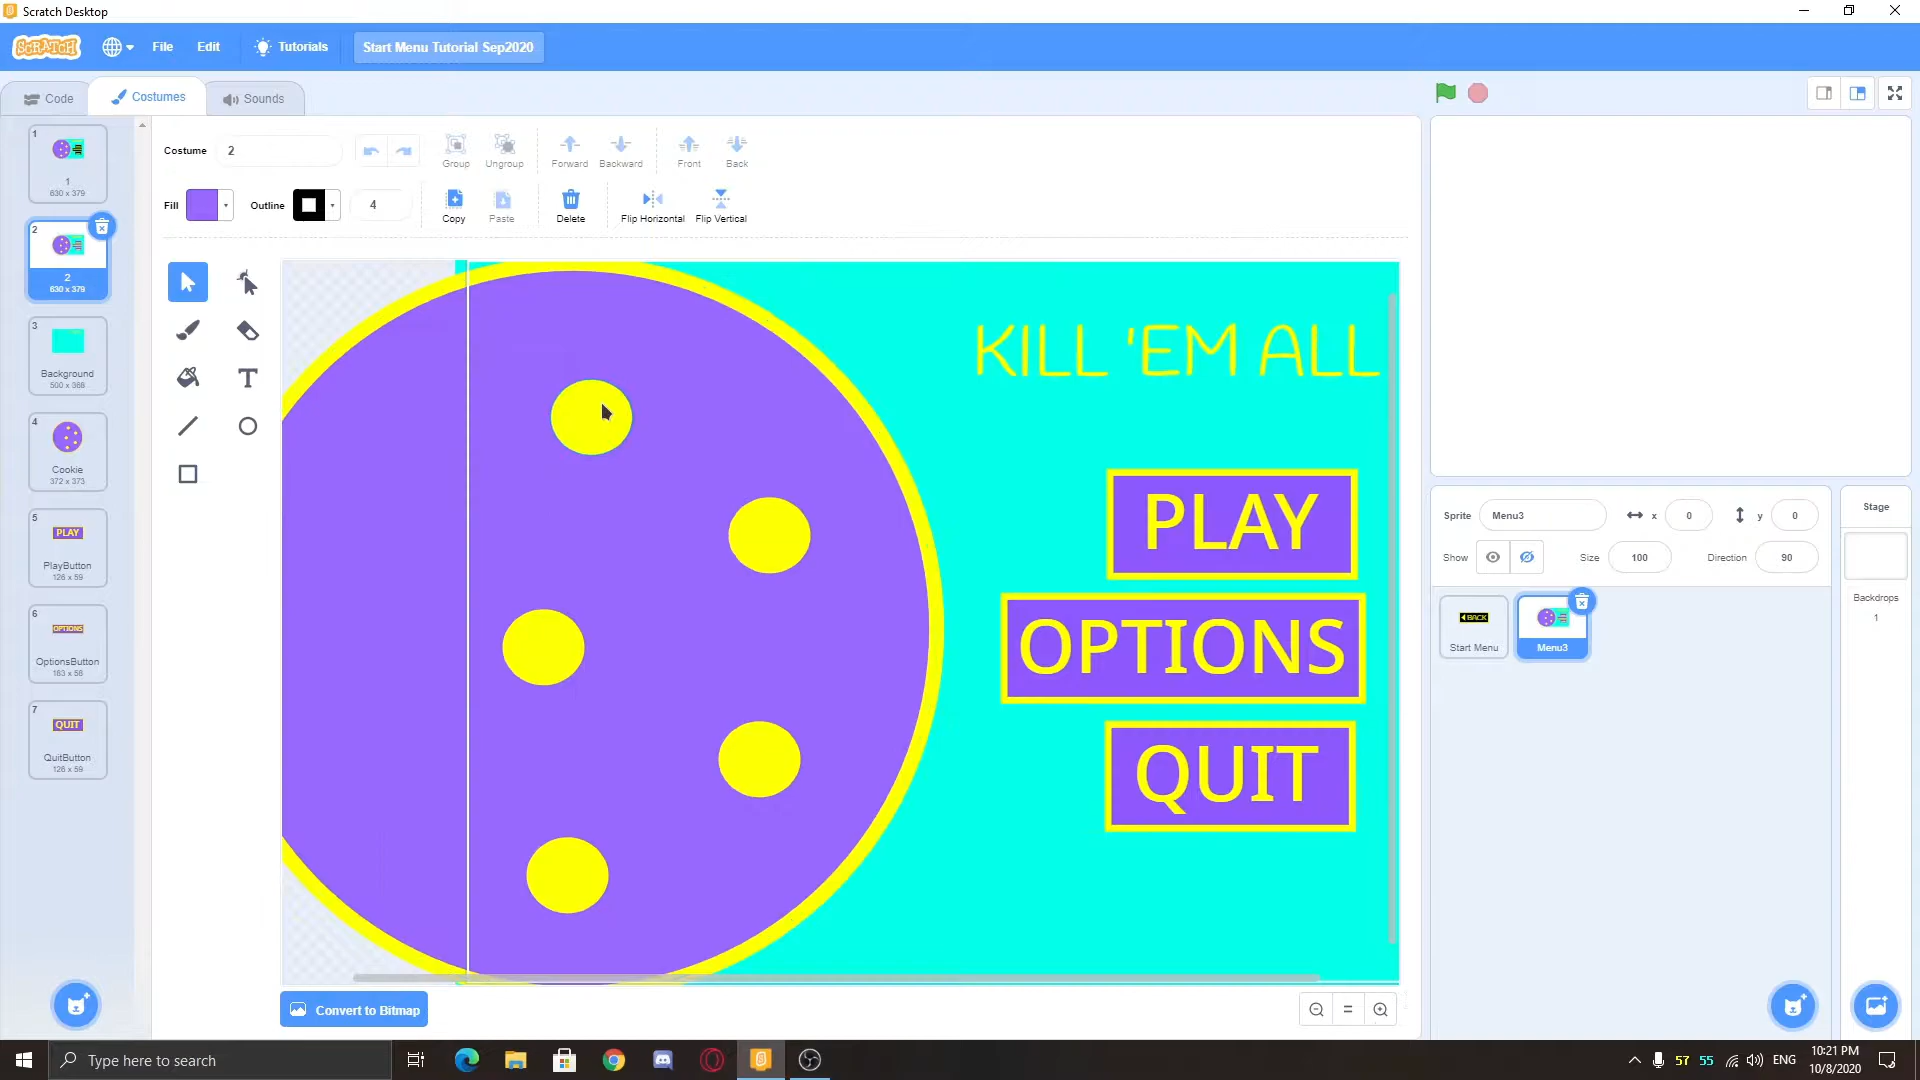 Scratch Desktop
SCRATCH File Edit Tutorials Start Menu Tutorial Sep2020
Code Costumes Sounds
Costume 2 Group Ungroup Forward Backward Front Back
Fill Outline 4 Copy Paste Delete Flip Horizontal Flip Vertical
1
1
630 x 379
2
2
630 x 379
3
Background
500 x 368
4
Cookie
372 x 373
5
PLAY
PlayButton
126 x 59
6
OPTIONS
OptionsButton
183 x 56
7
QUIT
QuitButton
126 x 59
KILL 'EM ALL
PLAY
OPTIONS
QUIT
Convert to Bitmap
Sprite Menu3 x 0 y 0
Show Size 100 Direction 90
BACK
Start Menu Menu3
Stage
Backdrops
1
Type here to search
57 55 ENG 10:21 PM
10/8/2020